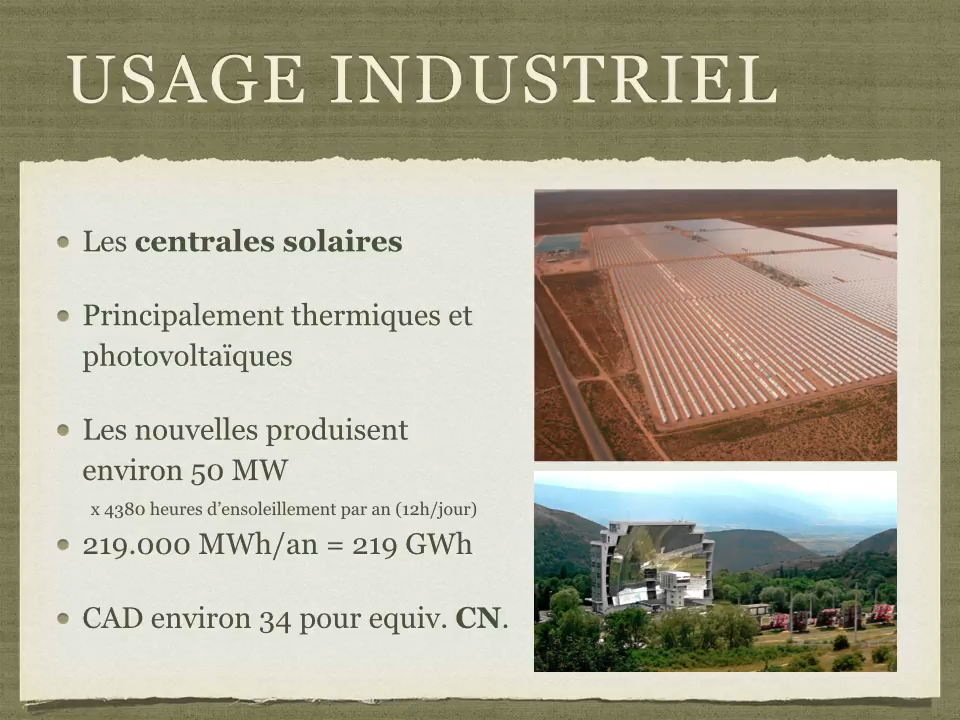 USAGE INDUSTRIEL
Les centrales solaires
Principalement thermiques et
photovoltaïques
Les nouvelles produisent
environ 50 MW
x 4380 heures d’ensoleillement par an (12h/jour)
219.000 MWh/an = 219 GWh
CAD environ 34 pour equiv. CN.